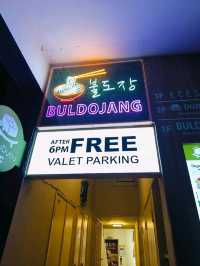 불도장
BULDOJANG
AFTER
6PM FREE
VALET PARKING